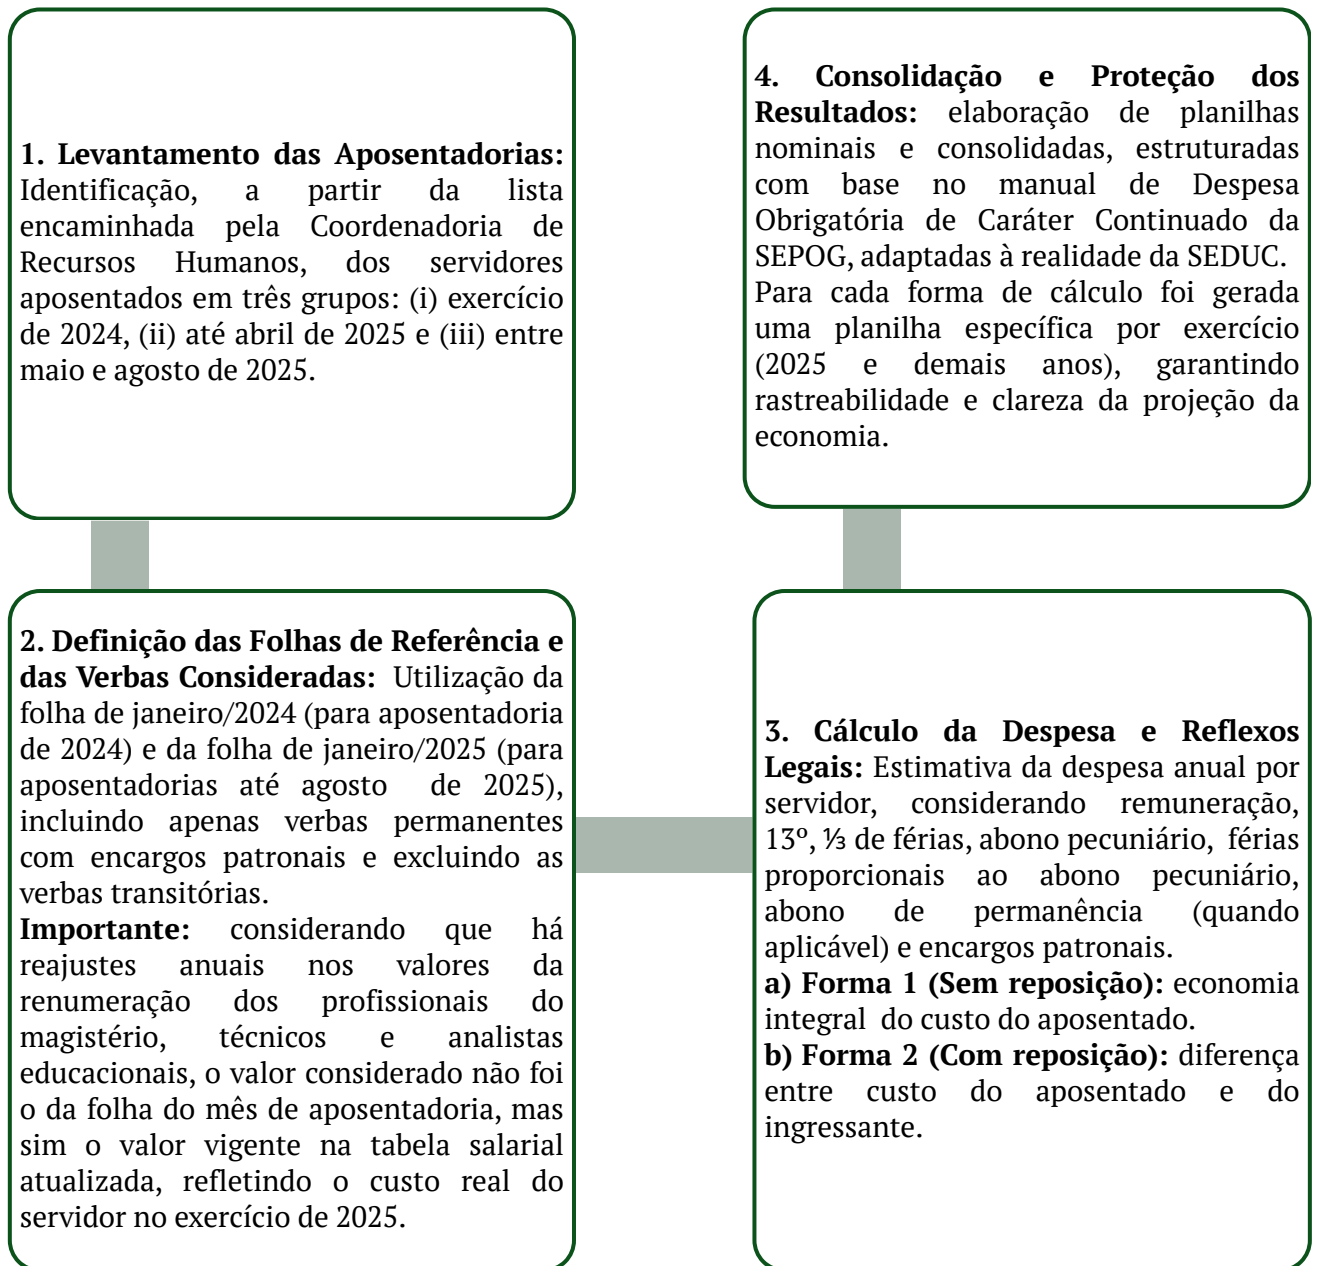 1. Levantamento das Aposentadorias:
Identificação, a partir da lista
encaminhada pela Coordenadoria de
Recursos Humanos, dos servidores
aposentados em três grupos: (i) exercício
de 2024, (ii) até abril de 2025 e (iii) entre
maio e agosto de 2025.
2. Definição das Folhas de Referência e
das Verbas Consideradas: Utilização da
folha de janeiro/2024 (para aposentadoria
de 2024) e da folha de janeiro/2025 (para
aposentadorias até agosto de 2025),
incluindo apenas verbas permanentes
com encargos patronais e excluindo as
verbas transitórias.
Importante: considerando que há
reajustes anuais nos valores da
renumeração dos profissionais do
magistério, técnicos e analistas
educacionais, o valor considerado não foi
o da folha do mês de aposentadoria, mas
sim o valor vigente na tabela salarial
atualizada, refletindo o custo real do
servidor no exercício de 2025.
3. Cálculo da Despesa e Reflexos
Legais: Estimativa da despesa anual por
servidor, considerando remuneração,
13º, ⅓ de férias, abono pecuniário, férias
proporcionais ao abono pecuniário,
abono de permanência (quando
aplicável) e encargos patronais.
a) Forma 1 (Sem reposição): economia
integral do custo do aposentado.
b) Forma 2 (Com reposição): diferença
entre custo do aposentado e do
ingressante.
4. Consolidação e Proteção dos
Resultados: elaboração de planilhas
nominais e consolidadas, estruturadas
com base no manual de Despesa
Obrigatória de Caráter Continuado da
SEPOG, adaptadas à realidade da SEDUC.
Para cada forma de cálculo foi gerada
uma planilha específica por exercício
(2025 e demais anos), garantindo
rastreabilidade e clareza da projeção da
economia.